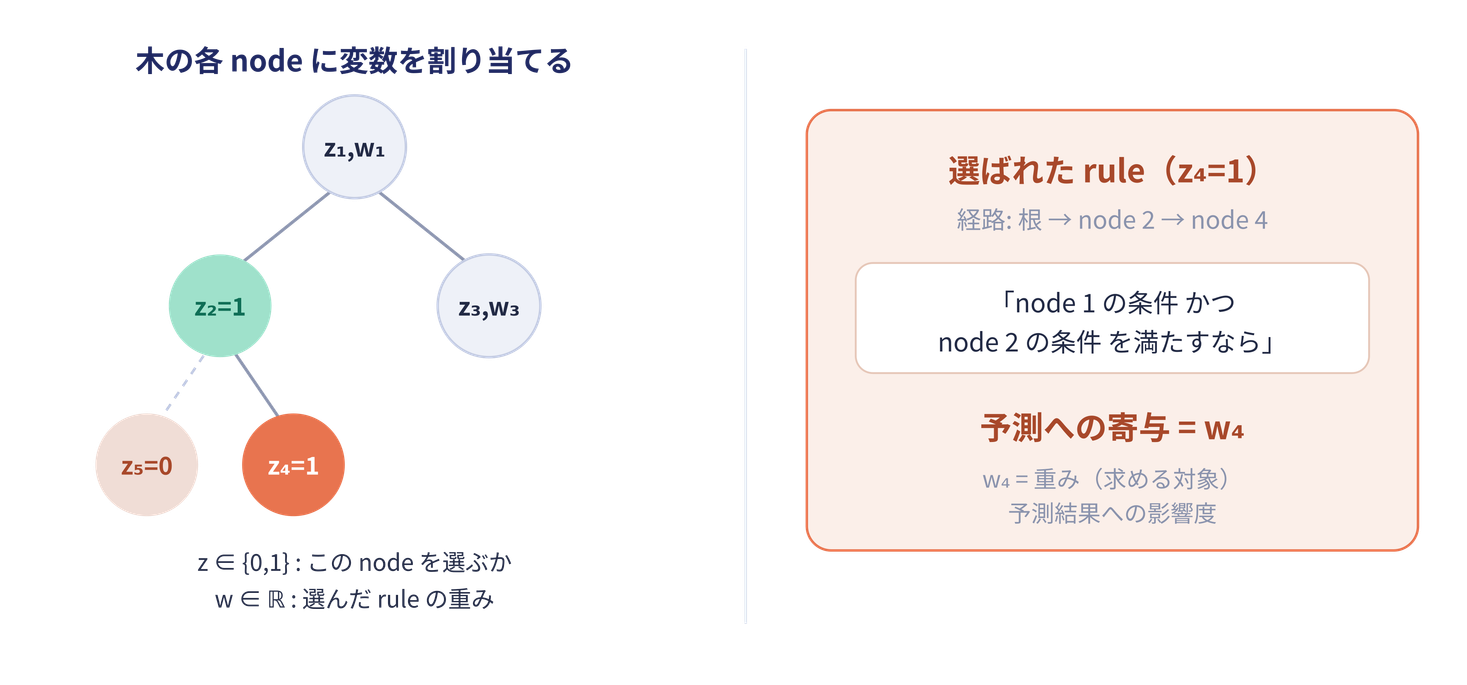 木の各 node に変数を割り当てる
z₁,w₁
z₂=1
z₃,w₃
z₅=0
z₄=1
z ∈ {0,1} : この node を選ぶか
w ∈ ℝ : 選んだ rule の重み
選ばれた rule（z₄=1）
経路: 根 → node 2 → node 4
「node 1 の条件 かつ
node 2 の条件 を満たすなら」
予測への寄与 = w₄
w₄ = 重み（求める対象）
予測結果への影響度